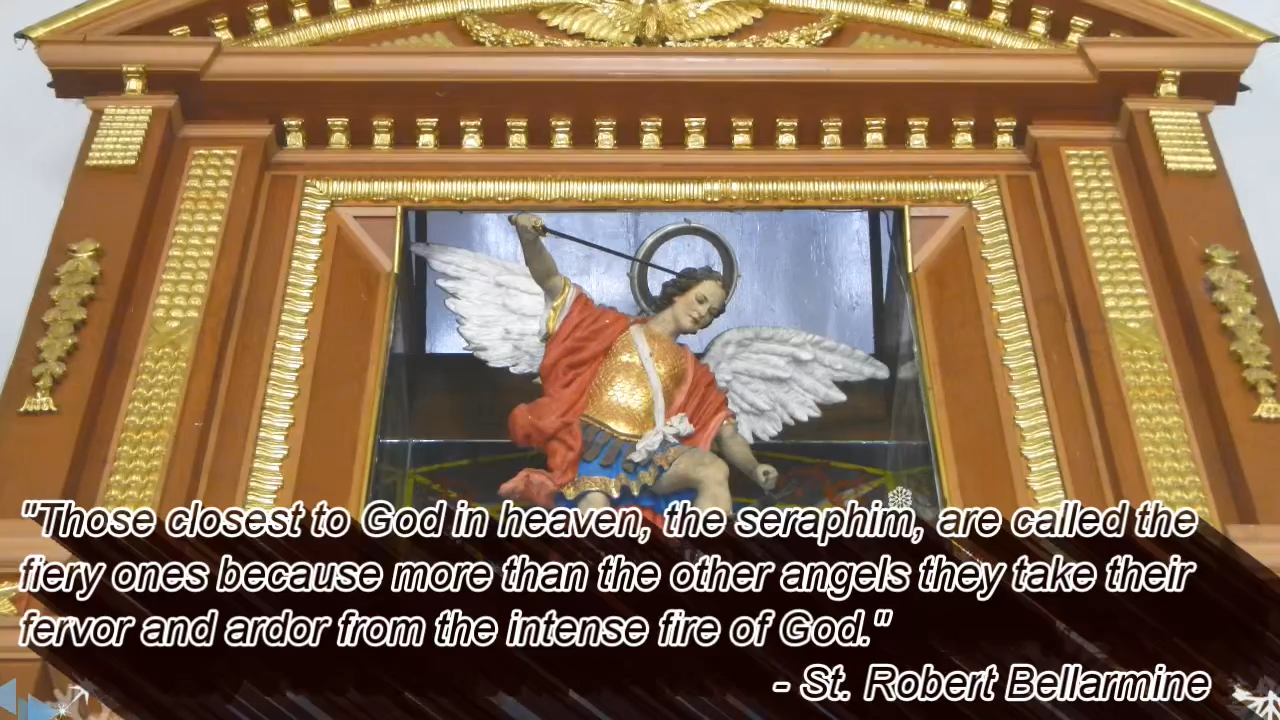 "Those closest to God in heaven, the seraphim, are called the
fiery ones because more than the other angels they take their
fervor and ardor from the intense fire of God."
- St. Robert Bellarmine